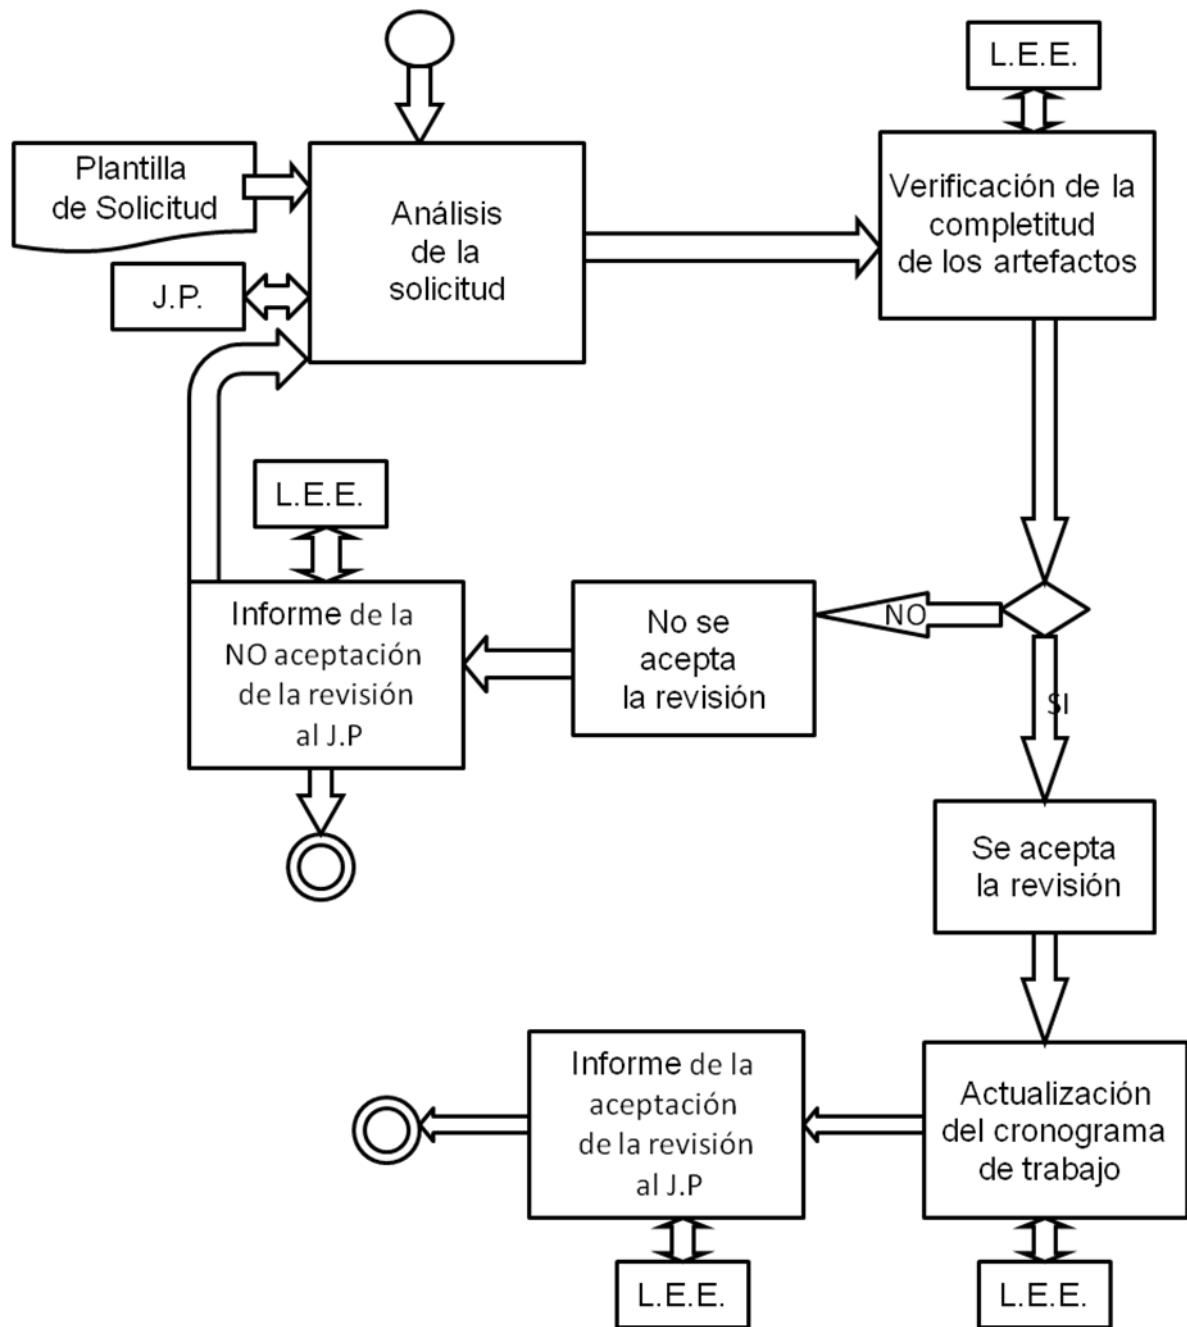 L.E.E.
Plantilla
de Solicitud
Análisis
de la
solicitud
Verificación de la
completitud
de los artefactos
J.P.
L.E.E.
Informe de la
NO aceptación
de la revisión
al J.P
No se
acepta
la revisión
NO
SI
Se acepta
la revisión
Informe de la
aceptación
de la revisión
al J.P
Actualización
del cronograma
de trabajo
L.E.E.
L.E.E.